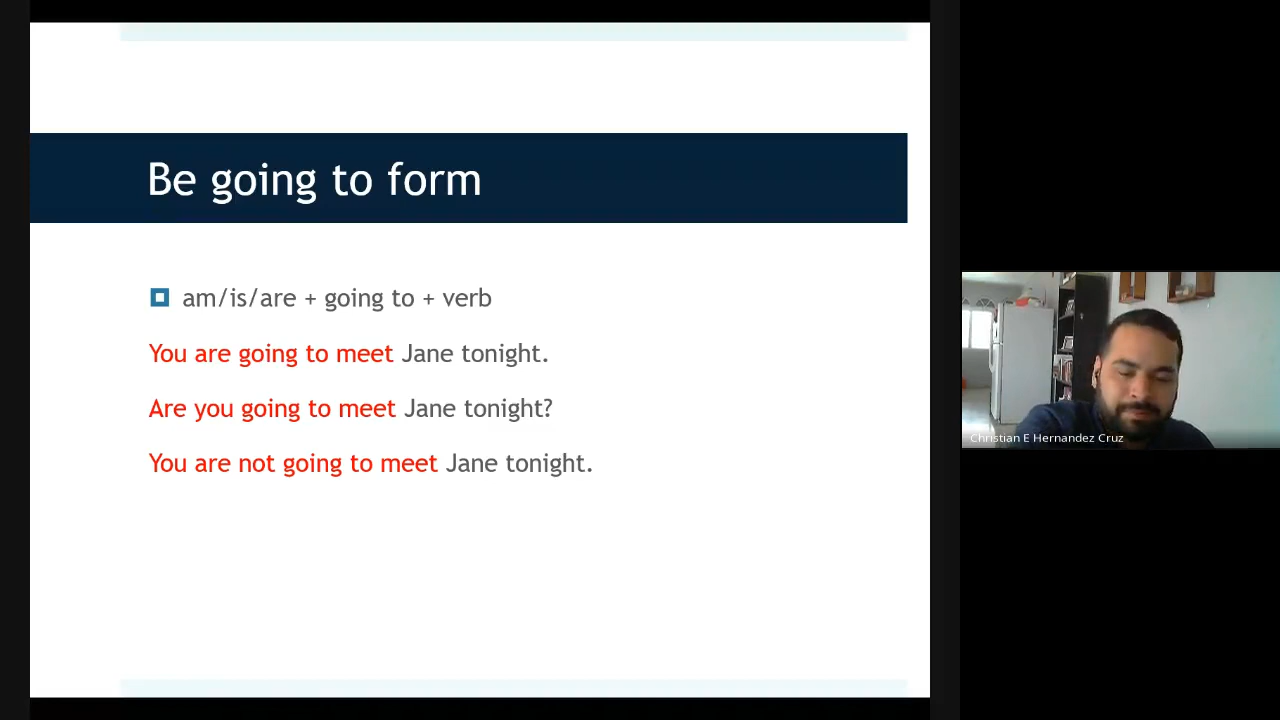 Be going to form
am/is/are + going to + verb
You are going to meet Jane tonight.
Are you going to meet Jane tonight?
You are not going to meet Jane tonight.
Christian E Hernandez Cruz